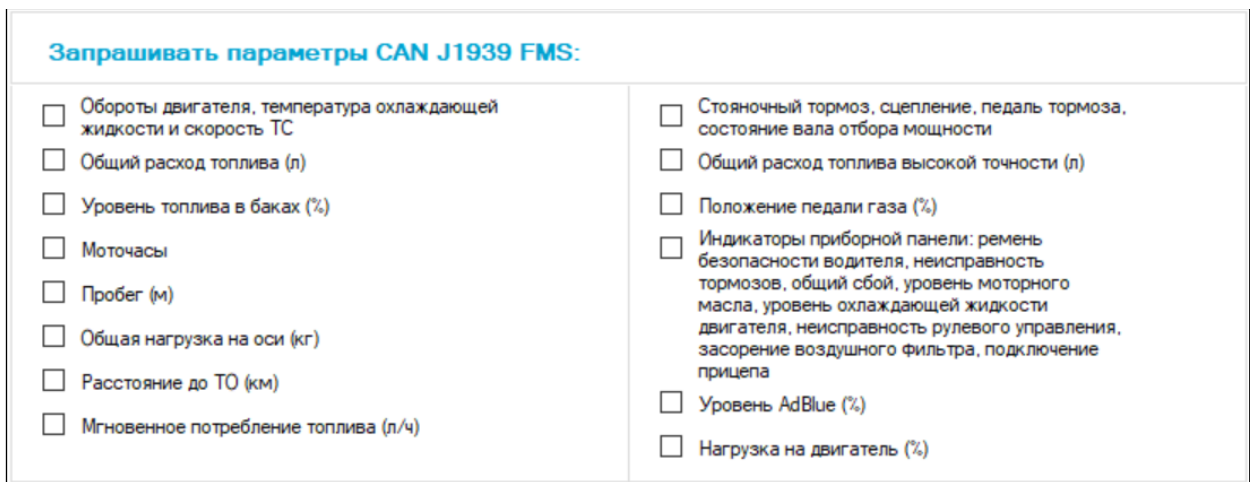 Запрашивать параметры CAN J1939 FMS:
Обороты двигателя, температура охлаждающей
жидкости и скорость ТС
Общий расход топлива (л)
Уровень топлива в баках (%)
Моточасы
Пробег (м)
Общая нагрузка на оси (кг)
Расстояние до ТО (км)
Мгновенное потребление топлива (л/ч)
Стояночный тормоз, сцепление, педаль тормоза,
состояние вала отбора мощности
Общий расход топлива высокой точности (л)
Положение педали газа (%)
Индикаторы приборной панели: ремень
безопасности водителя, неисправность
тормозов, общий сбой, уровень моторного
масла, уровень охлаждающей жидкости
двигателя, неисправность рулевого управления,
засорение воздушного фильтра, подключение
прицепа
Уровень AdBlue (%)
Нагрузка на двигатель (%)